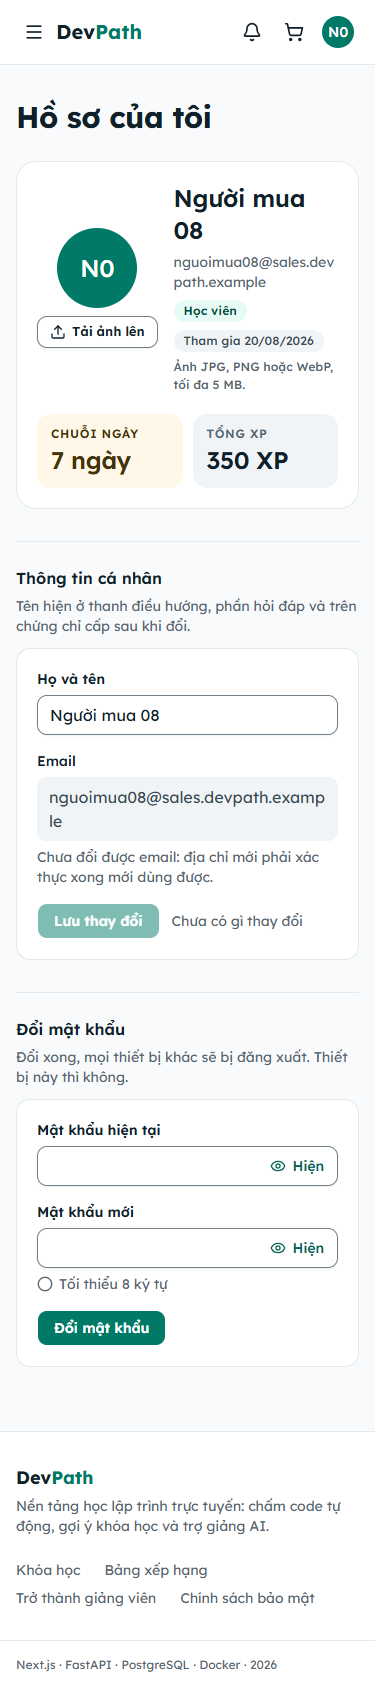 DevPath
N0
Hồ sơ của tôi
N0
Tải ảnh lên
Người mua
08
nguoimua08@sales.dev
path.example
Học viên
Tham gia 20/08/2026
Ảnh JPG, PNG hoặc WebP,
tối đa 5 MB.
CHUỖI NGÀY
7 ngày
TỔNG XP
350 XP
Thông tin cá nhân
Tên hiện ở thanh điều hướng, phần hỏi đáp và trên
chứng chỉ cấp sau khi đổi.
Họ và tên
Người mua 08
Email
nguoimua08@sales.devpath.examp
le
Chưa đổi được email: địa chỉ mới phải xác
thực xong mới dùng được.
Lưu thay đổi
Chưa có gì thay đổi
Đổi mật khẩu
Đổi xong, mọi thiết bị khác sẽ bị đăng xuất. Thiết
bị này thì không.
Mật khẩu hiện tại
Hiện
Mật khẩu mới
Hiện
Tối thiểu 8 ký tự
Đổi mật khẩu
DevPath
Nền tảng học lập trình trực tuyến: chấm code tự
động, gợi ý khóa học và trợ giảng AI.
Khóa học Bảng xếp hạng
Trở thành giảng viên Chính sách bảo mật
Next.js · FastAPI · PostgreSQL · Docker · 2026